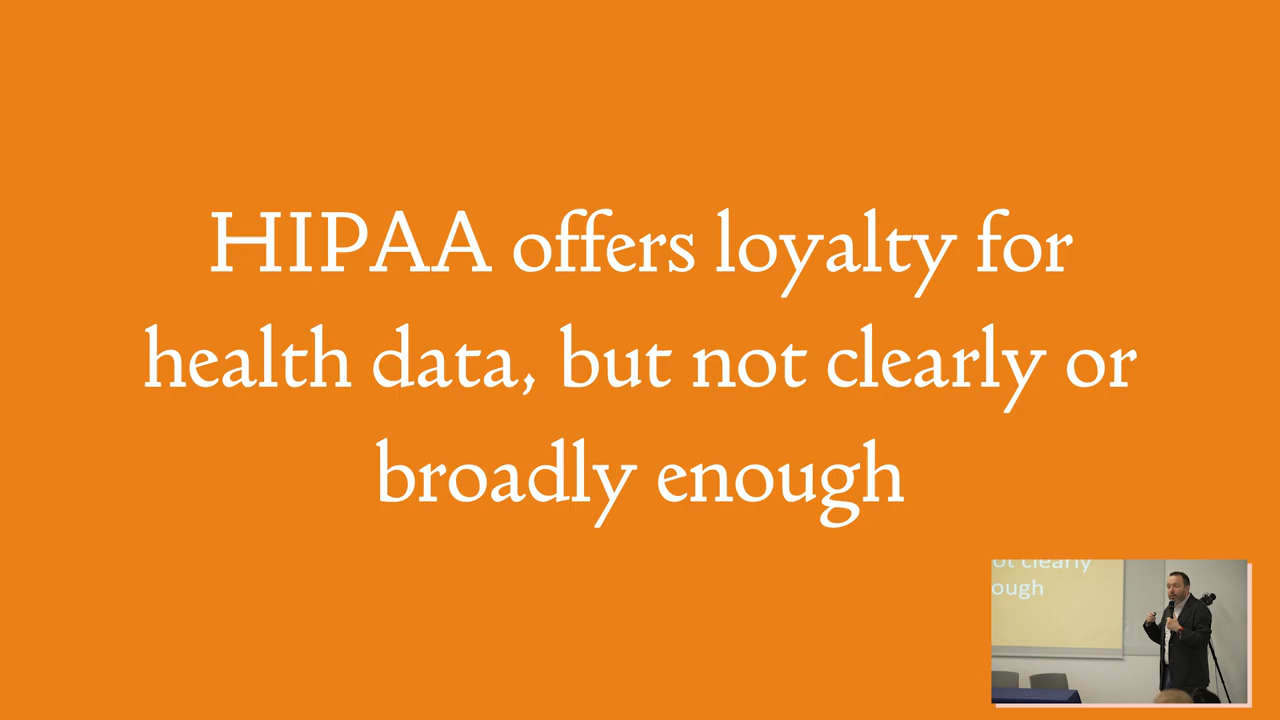 HIPAA offers loyalty for
health data, but not clearly or
broadly enough
ot clearly
ough